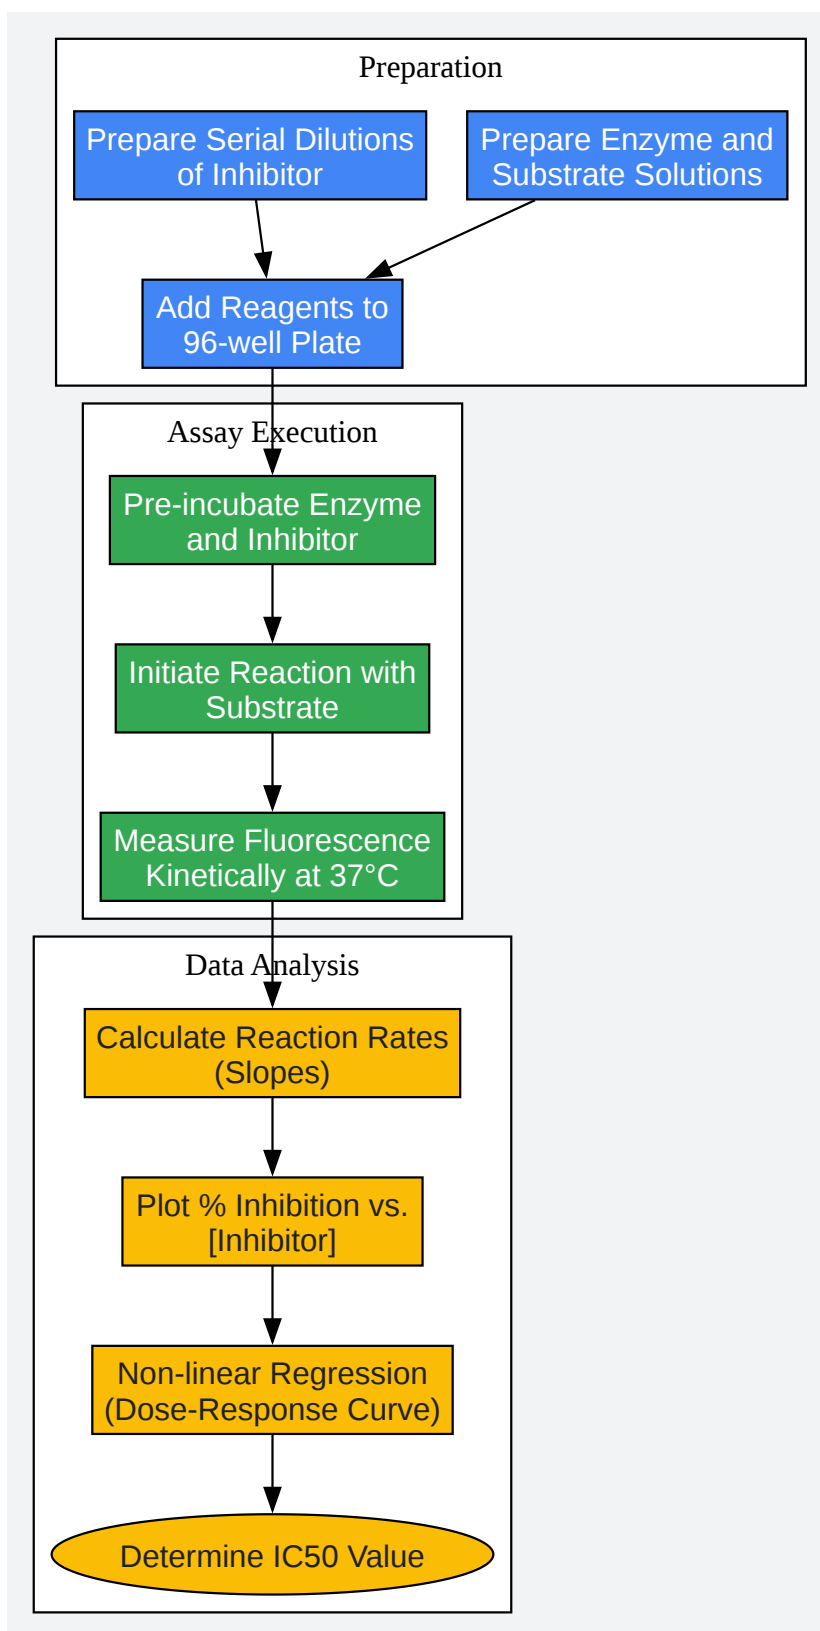 Preparation
Prepare Serial Dilutions
of Inhibitor
Prepare Enzyme and
Substrate Solutions
Add Reagents to
96-well Plate
Assay Execution
Pre-incubate Enzyme
and Inhibitor
Initiate Reaction with
Substrate
Measure Fluorescence
Kinetically at 37°C
Data Analysis
Calculate Reaction Rates
(Slopes)
Plot % Inhibition vs.
[Inhibitor]
Non-linear Regression
(Dose-Response Curve)
Determine IC50 Value